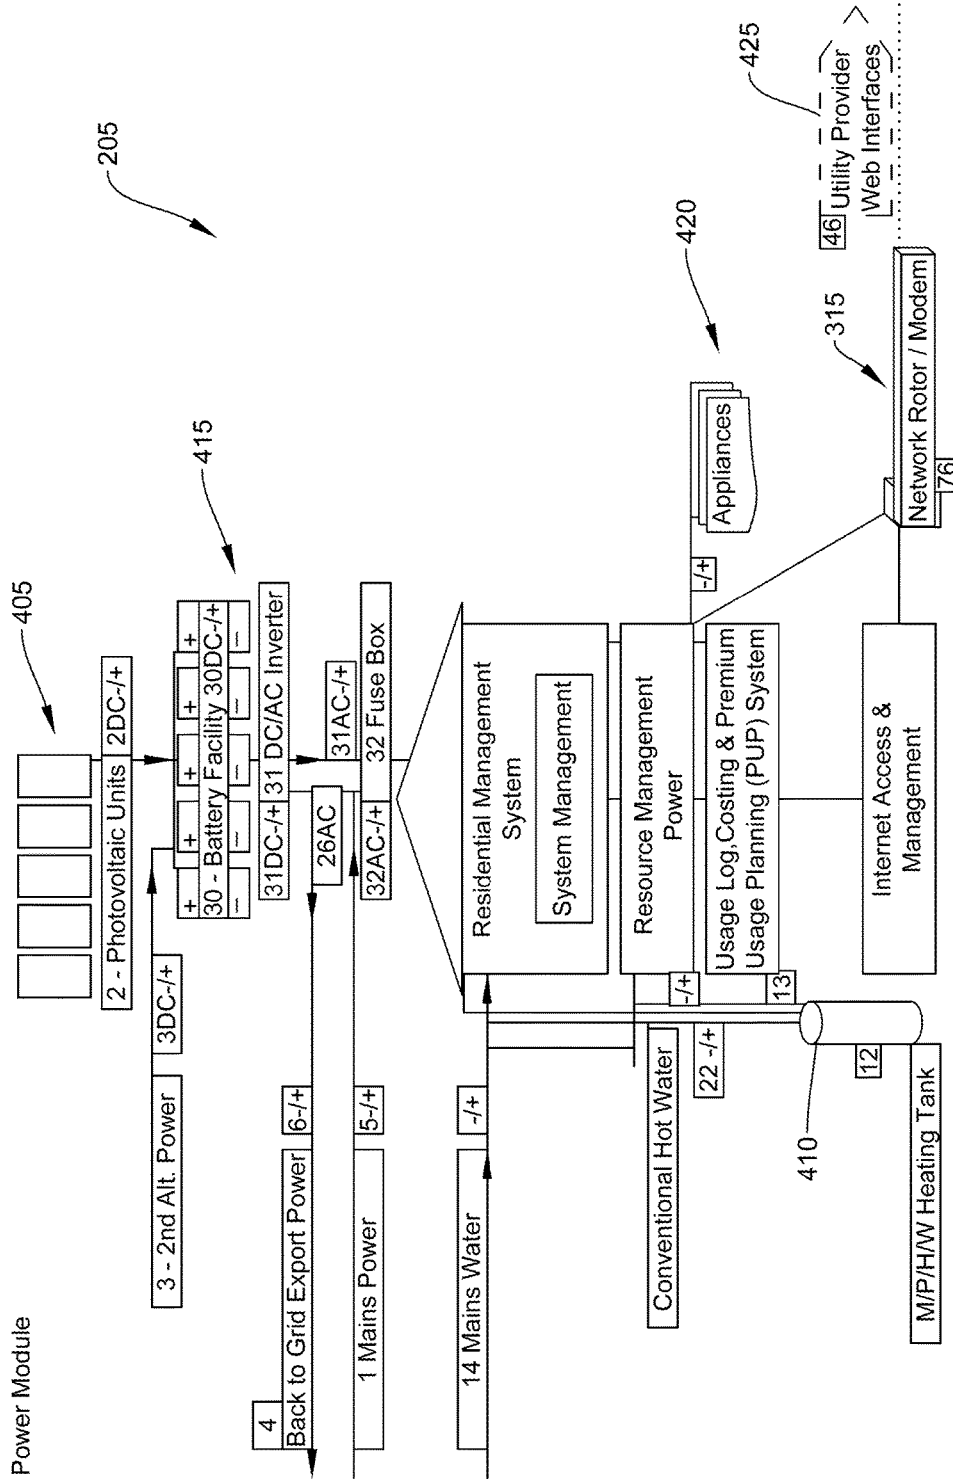 Power Module
405
2 - Photovoltaic Units
2DC-/+
205
3 - 2nd Alt. Power
3DC-/+
+ + + + +
30 - Battery Facility 30DC-/+
– – – – –
415
31DC-/+
31 DC/AC Inverter
4
Back to Grid Export Power
6-/+
26AC
31AC-/+
1 Mains Power
5-/+
32AC-/+
32 Fuse Box
14 Mains Water
-/+
Residential Management
System
System Management
Resource Management
Power
-/+
-/+
Appliances
420
Conventional Hot Water
22 -/+
Usage Log,Costing & Premium
Usage Planning (PUP) System
13
410
12
M/P/H/W Heating Tank
Internet Access &
Management
315
Network Rotor / Modem
76
425
46
Utility Provider
Web Interfaces